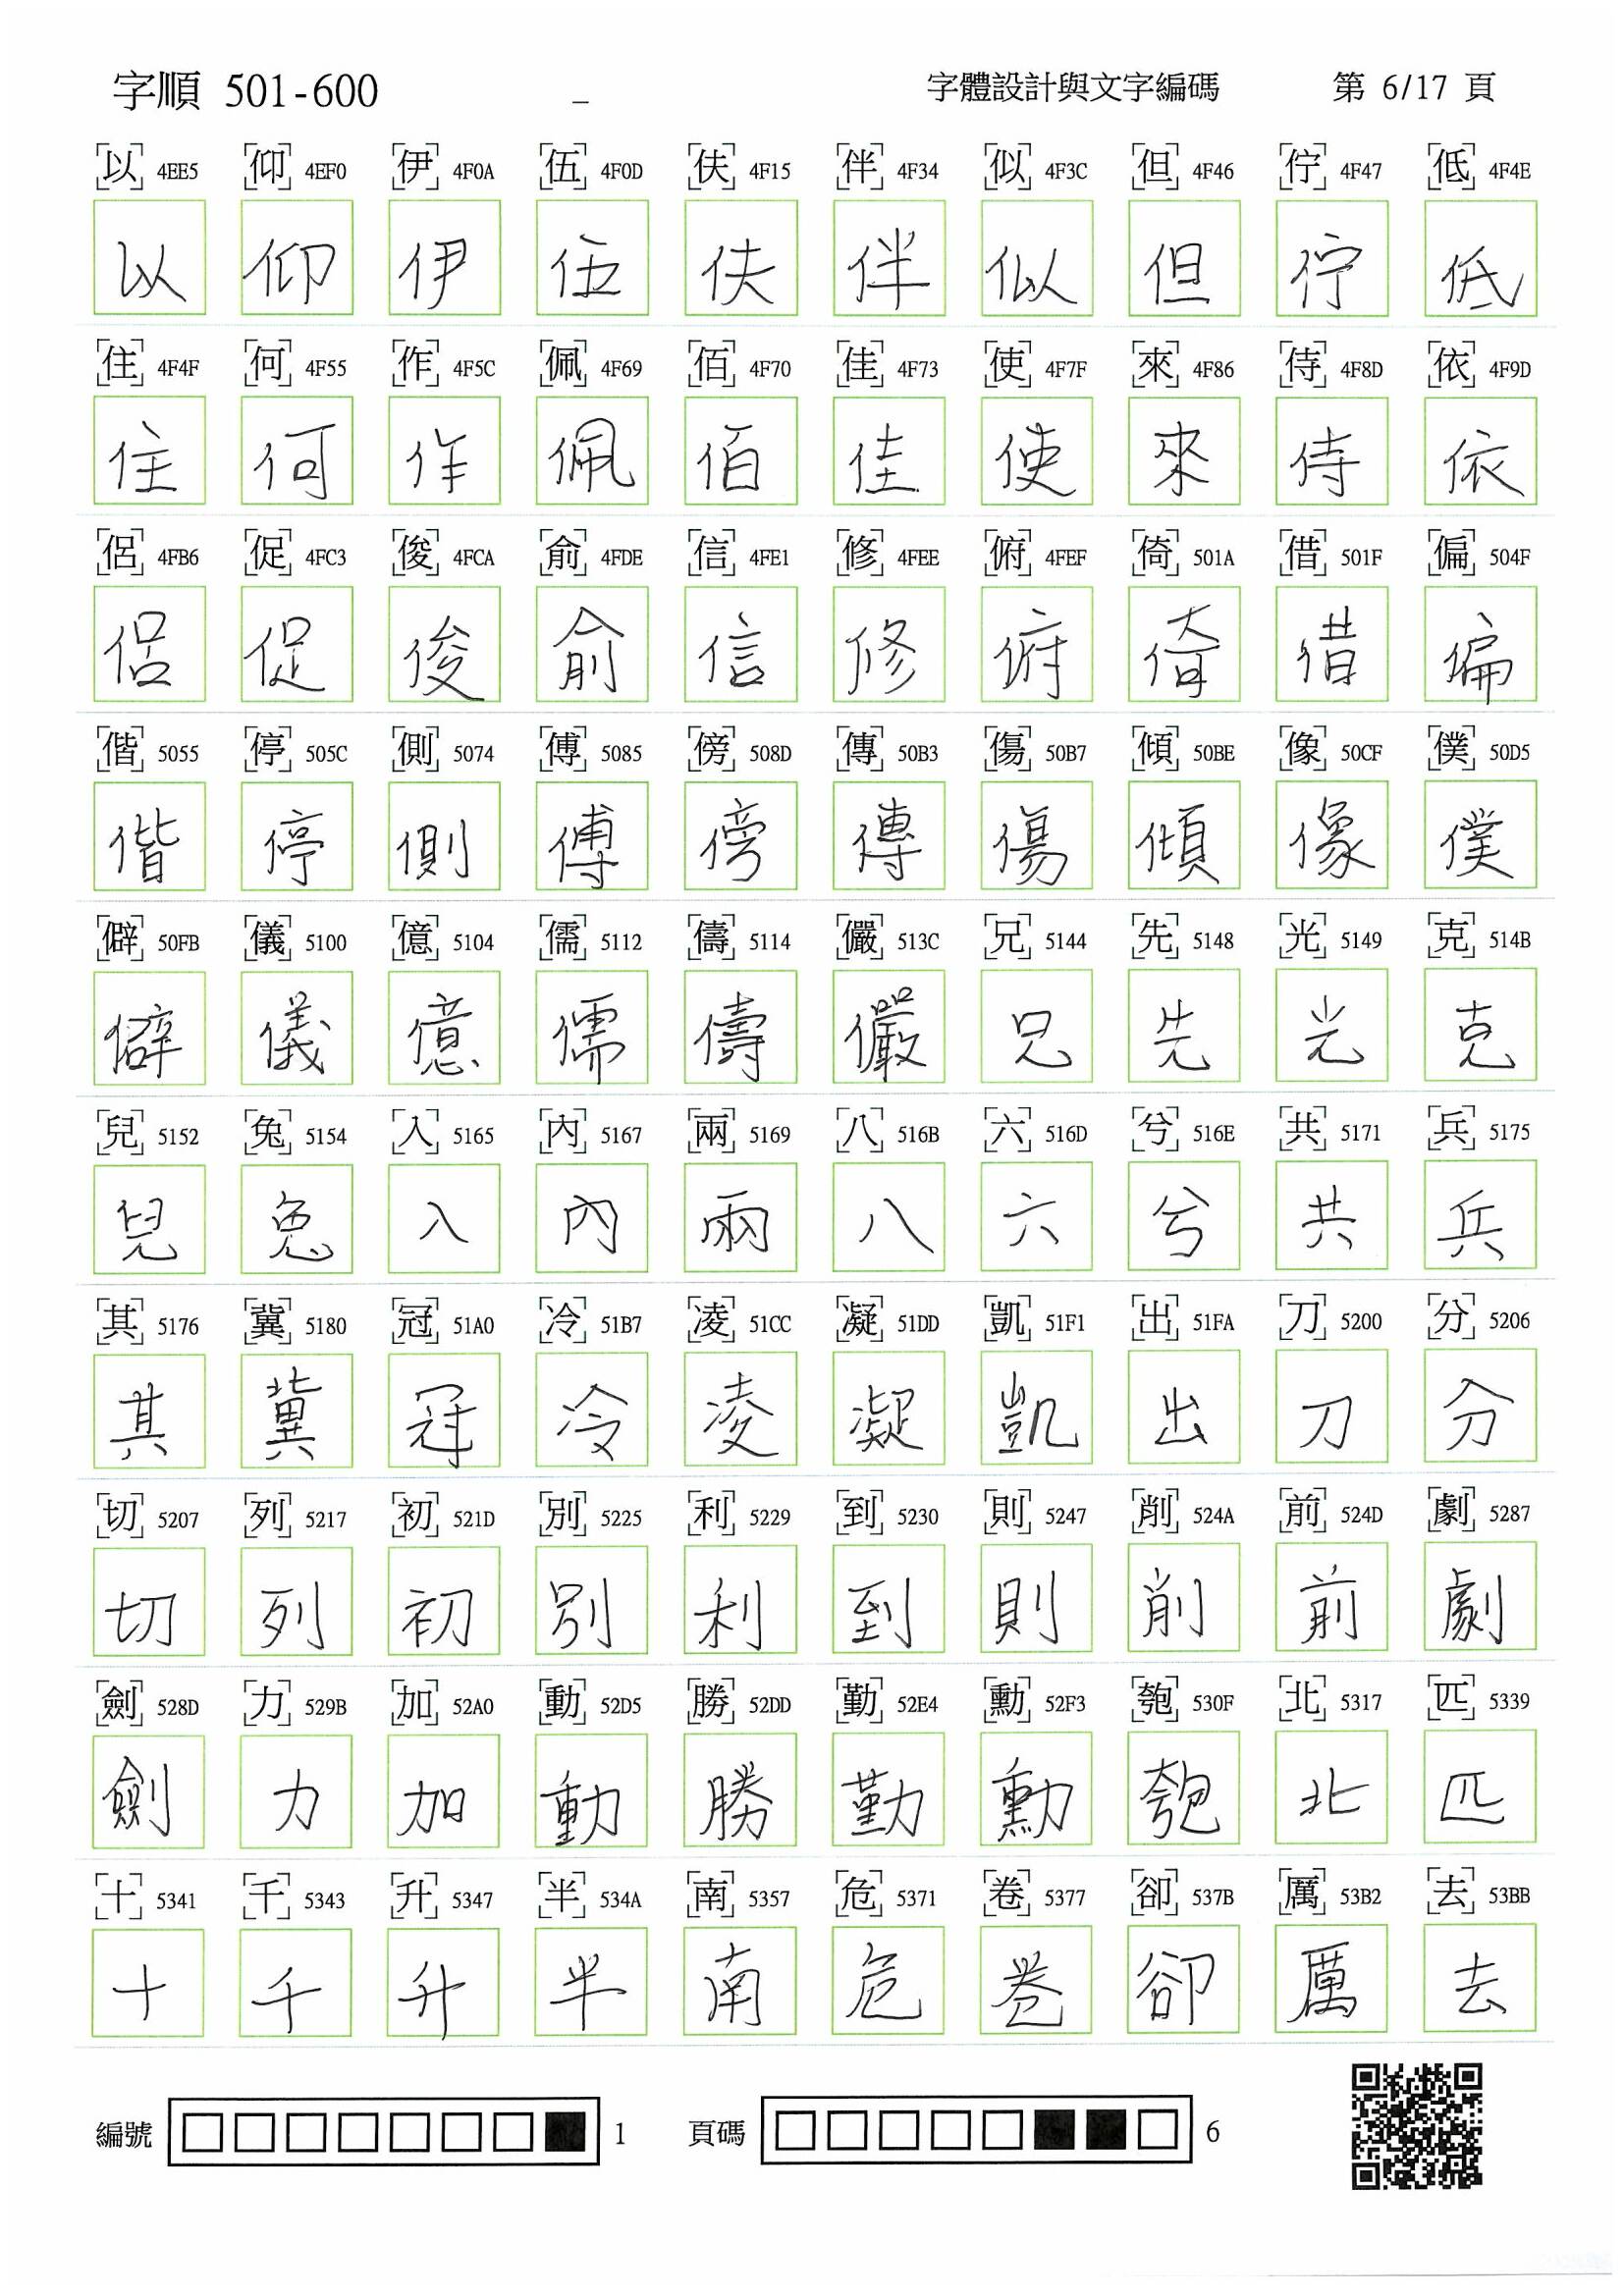 字順 501-600 _ 字體設計與文字編碼 第 6/17 頁
以 4EE5 仰 4EF0 伊 4F0A 伍 4F0D 伕 4F15 伴 4F34 似 4F3C 但 4F46 佇 4F47 低 4F4E
以 仰 伊 伍 伕 伴 似 但 佇 低
住 4F4F 何 4F55 作 4F5C 佩 4F69 佰 4F70 佳 4F73 使 4F7F 來 4F86 侍 4F8D 依 4F9D
住 何 作 佩 佰 佳 使 來 侍 依
侶 4FB6 促 4FC3 俊 4FCA 俞 4FDE 信 4FE1 修 4FEE 俯 4FEF 倚 501A 借 501F 偏 504F
侶 促 俊 俞 信 修 俯 倚 借 偏
偕 5055 停 505C 側 5074 傅 5085 傍 508D 傳 50B3 傷 50B7 傾 50BE 像 50CF 僕 50D5
偕 停 側 傅 傍 傳 傷 傾 像 僕
僻 50FB 儀 5100 億 5104 儒 5112 儔 5114 儼 513C 兄 5144 先 5148 光 5149 克 514B
僻 儀 億 儒 儔 儼 兄 先 光 克
兒 5152 兔 5154 入 5165 內 5167 兩 5169 八 516B 六 516D 兮 516E 共 5171 兵 5175
兒 兔 入 內 兩 八 六 兮 共 兵
其 5176 冀 5180 冠 51A0 冷 51B7 凌 51CC 凝 51DD 凱 51F1 出 51FA 刀 5200 分 5206
其 冀 冠 冷 凌 凝 凱 出 刀 分
切 5207 列 5217 初 521D 別 5225 利 5229 到 5230 則 5247 削 524A 前 524D 劇 5287
切 列 初 別 利 到 則 削 前 劇
劍 528D 力 529B 加 52A0 動 52D5 勝 52DD 勤 52E4 勳 52F3 匏 530F 北 5317 匹 5339
劍 力 加 動 勝 勤 勳 匏 北 匹
十 5341 千 5343 升 5347 半 534A 南 5357 危 5371 卷 5377 卻 537B 厲 53B2 去 53BB
十 千 升 半 南 危 卷 卻 厲 去
編號 1 頁碼 6